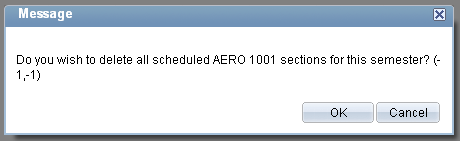 Message
Do you wish to delete all scheduled AERO 1001 sections for this semester? (-
1,-1)
OK Cancel